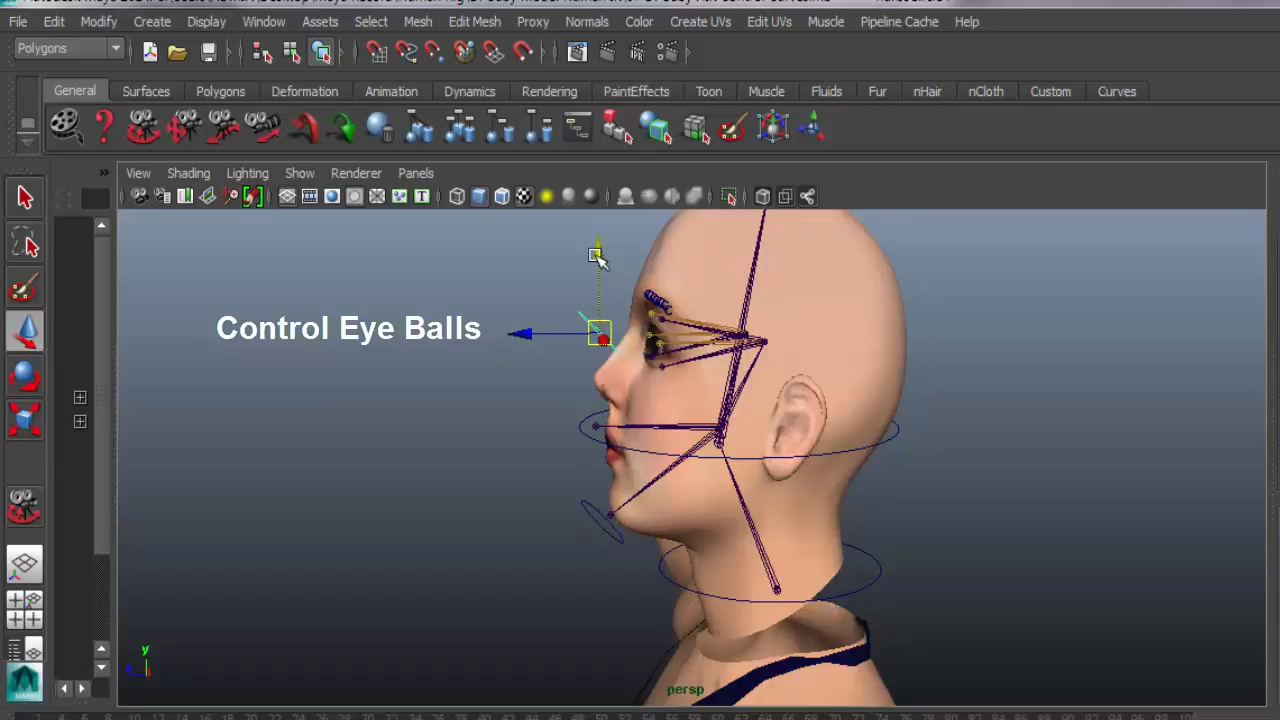 File Edit Modify Create Display Window Assets Select Mesh Edit Mesh Proxy Normals Color Create UVs Edit UVs Muscle Pipeline Cache Help
Polygons
General Surfaces Polygons Deformation Animation Dynamics Rendering PaintEffects Toon Muscle Fluids Fur nHair nCloth Custom Curves
View Shading Lighting Show Renderer Panels
Control Eye Balls
y
persp